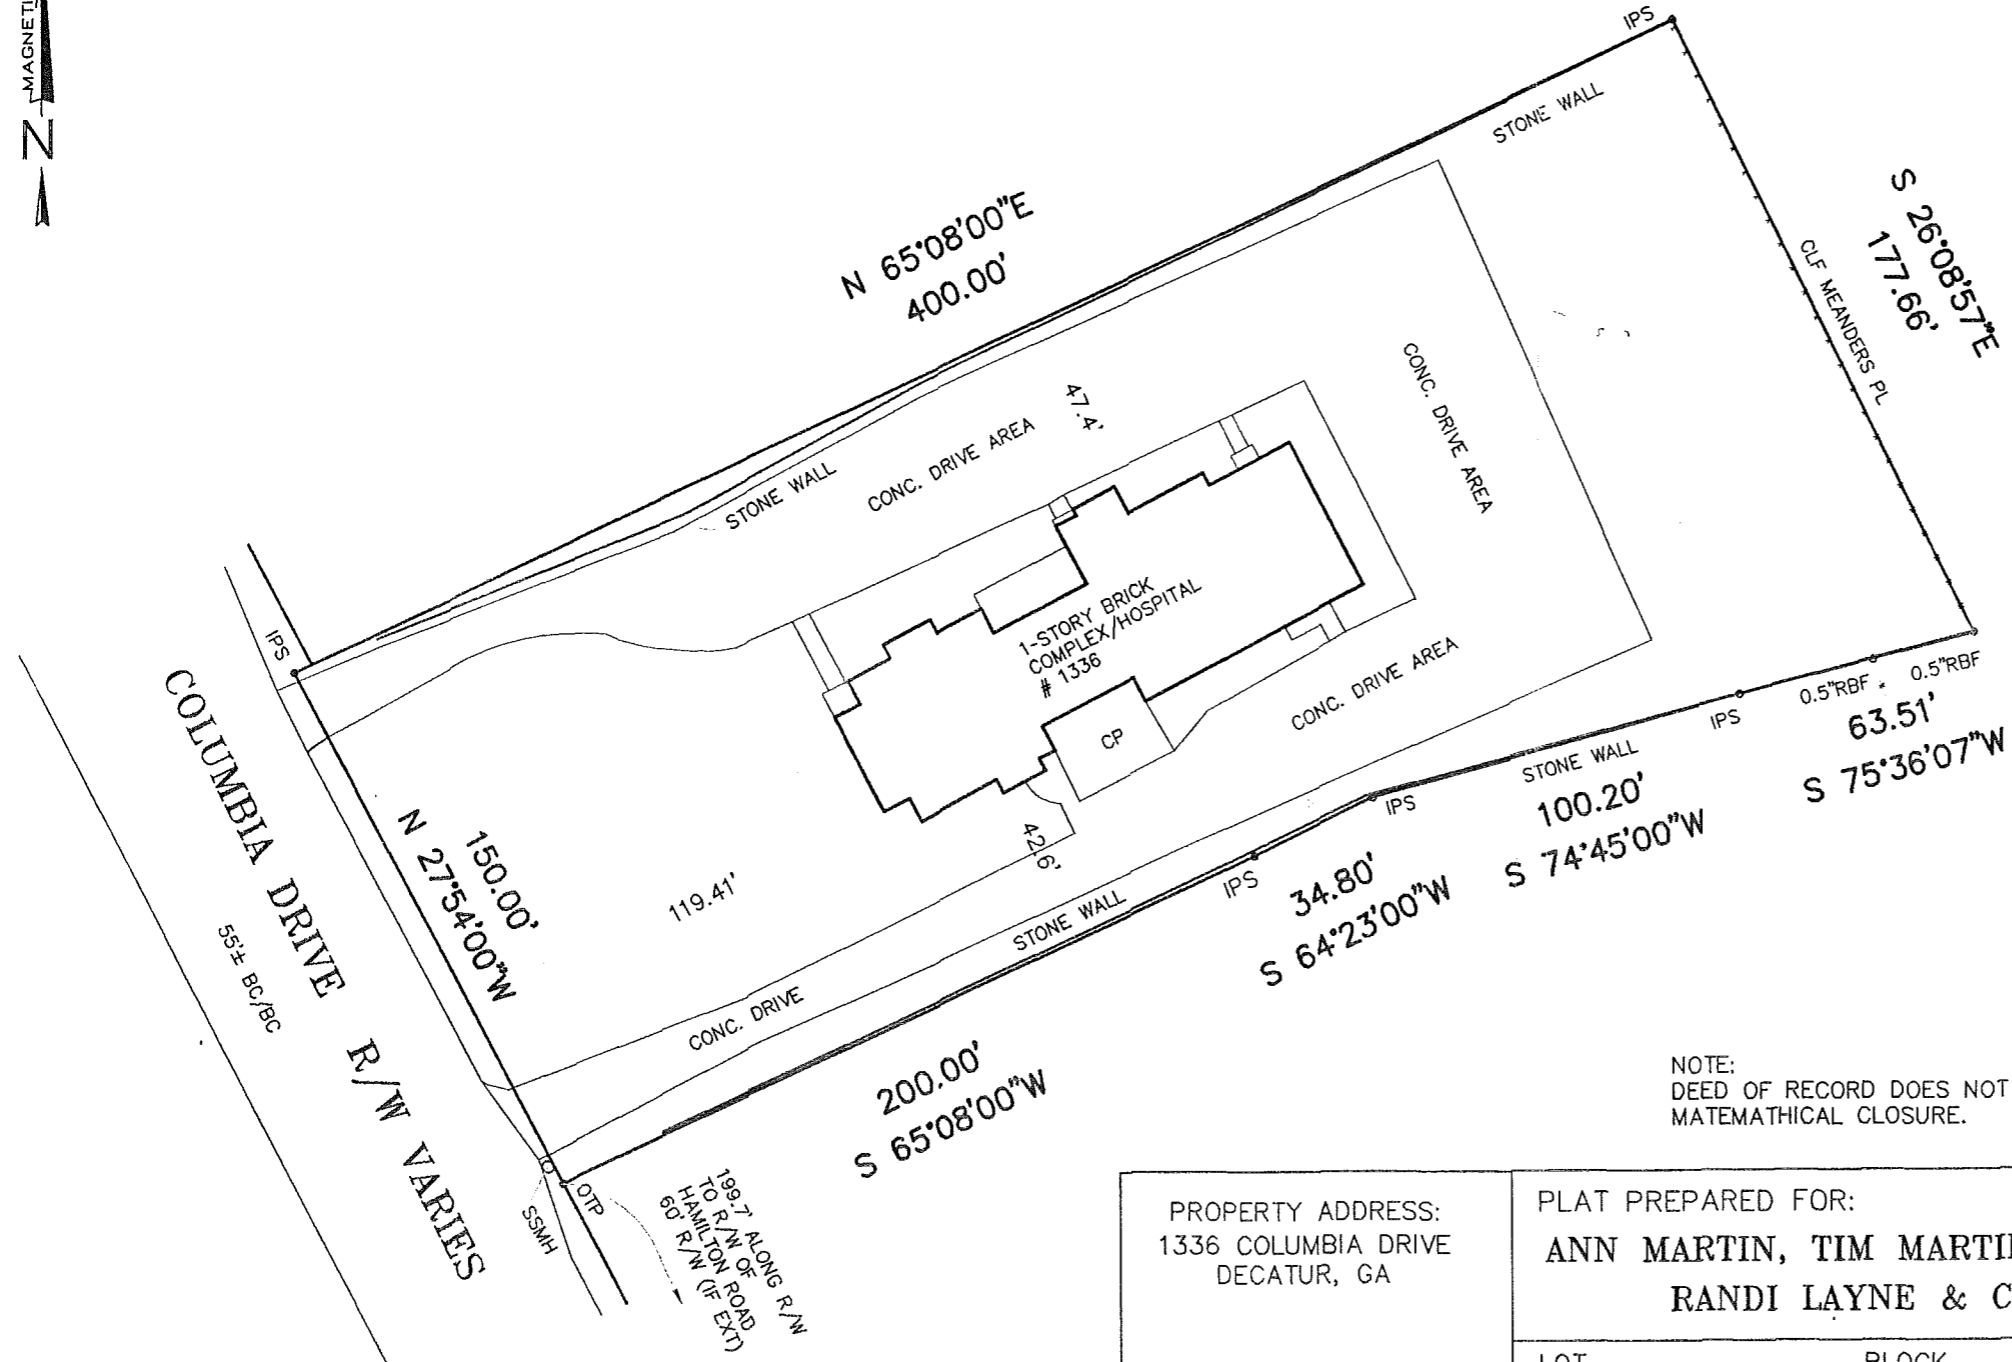 N
IPS
STONE WALL
N 65°08'00"E
400.00'
S 26°08'57"E
177.66'
CLF MEANDERS PL
CONC. DRIVE AREA
47.4'
CONC. DRIVE AREA
STONE WALL
1-STORY BRICK
COMPLEX/HOSPITAL
# 1336
CONC. DRIVE AREA
CP
IPS
COLUMBIA DRIVE R/W VARIES
55'± BC/BC
150.00'
N 27°54'00"W
119.41'
42.6'
0.5"RBF
0.5"RBF
63.51'
S 75°36'07"W
IPS
STONE WALL
100.20'
S 74°45'00"W
IPS
34.80'
S 64°23'00"W
IPS
STONE WALL
CONC. DRIVE
200.00'
S 65°08'00"W
OTP
SSMH
199.7' ALONG R/W
TO R/W OF
HAMILTON ROAD
60' R/W (IF EXT)
NOTE:
DEED OF RECORD DOES NOT
MATEMATHICAL CLOSURE.
PROPERTY ADDRESS:
1336 COLUMBIA DRIVE
DECATUR, GA
PLAT PREPARED FOR:
ANN MARTIN, TIM
RANDI LAYNE &